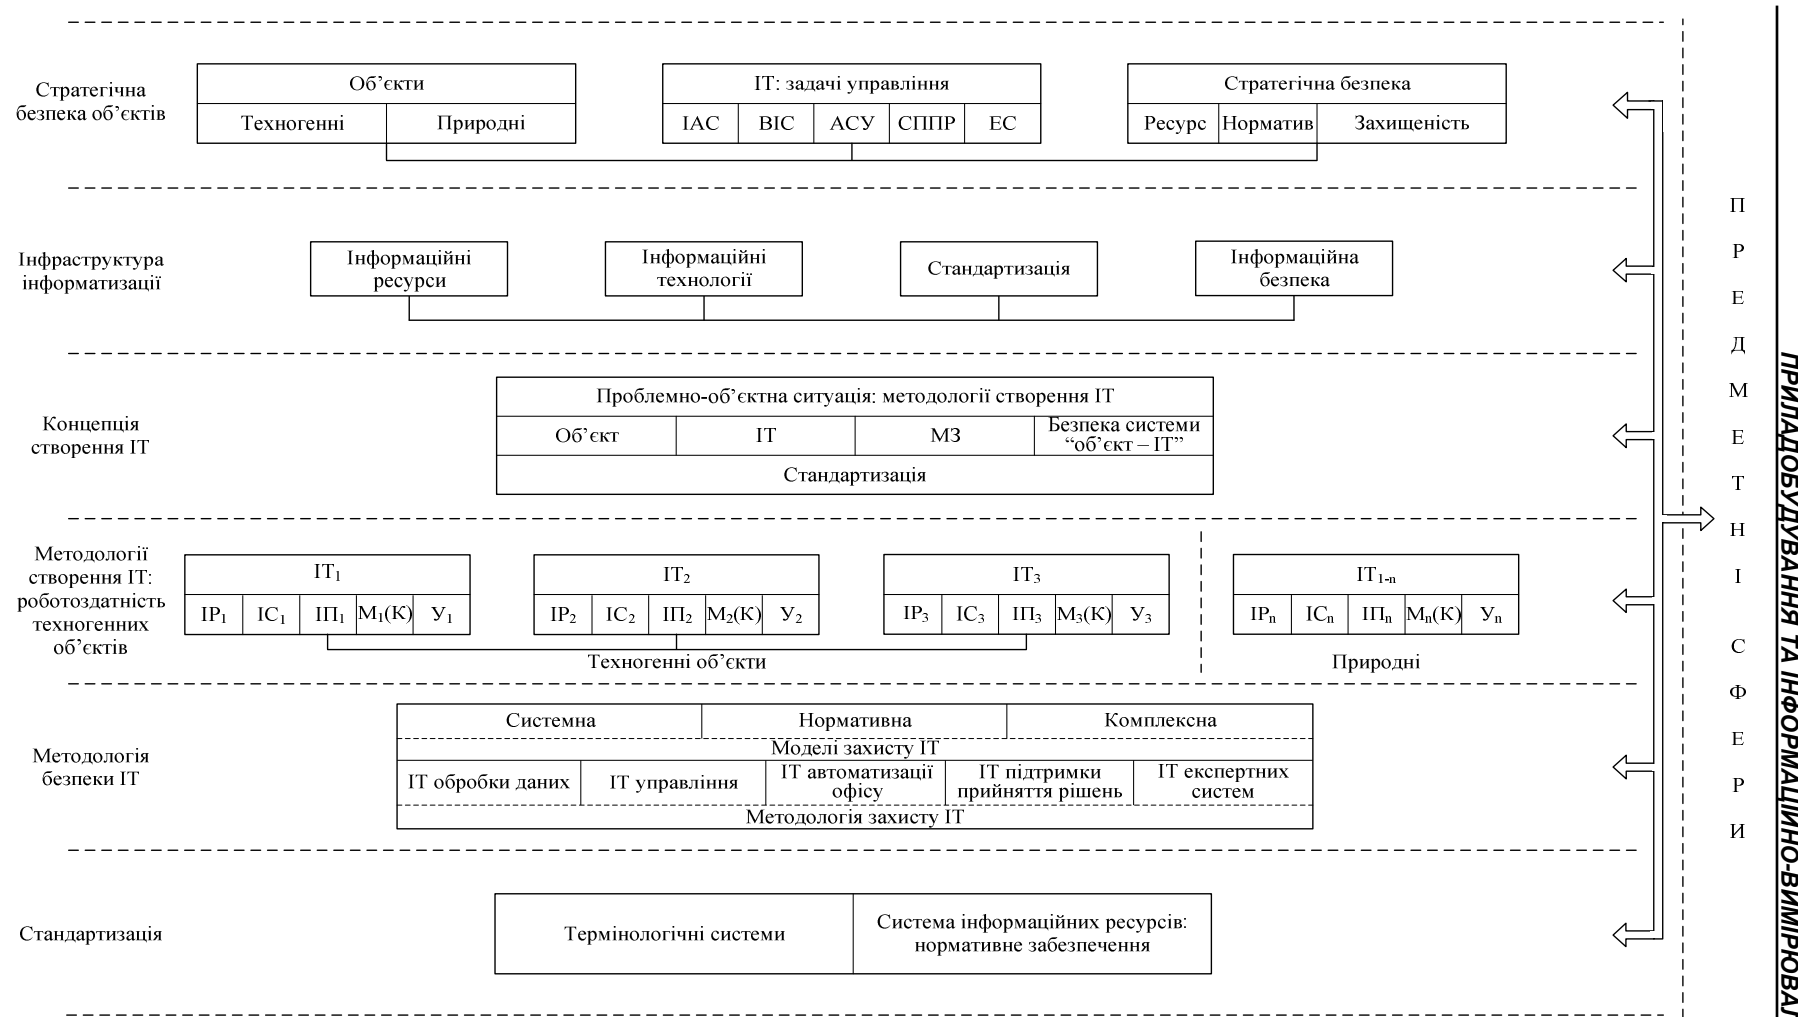 Стратегічна
безпека об’єктів
Об’єкти
Техногенні
Природні
ІТ: задачі управління
ІАС
ВІС
АСУ
СППР
ЕС
Стратегічна безпека
Ресурс
Норматив
Захищеність
Інфраструктура
інформатизації
Інформаційні
ресурси
Інформаційні
технології
Стандартизація
Інформаційна
безпека
Концепція
створення ІТ
Проблемно-об’єктна ситуація: методології створення ІТ
Об’єкт
ІТ
МЗ
Безпека системи
“об’єкт – ІТ”
Стандартизація
Методології
створення ІТ:
роботоздатність
техногенних
об’єктів
ІТ₁
ІР₁
ІС₁
ІП₁
М₁(К)
У₁
ІТ₂
ІР₂
ІС₂
ІП₂
М₂(К)
У₂
ІТ₃
ІР₃
ІС₃
ІП₃
М₃(К)
У₃
Техногенні об’єкти
ІТ₁₋ₙ
ІРₙ
ІСₙ
ІПₙ
Мₙ(К)
Уₙ
Природні
Методологія
безпеки ІТ
Системна
Нормативна
Комплексна
Моделі захисту ІТ
ІТ обробки даних
ІТ управління
ІТ автоматизації
офісу
ІТ підтримки
прийняття рішень
ІТ експертних
систем
Методологія захисту ІТ
Стандартизація
Термінологічні системи
Система інформаційних ресурсів:
нормативне забезпечення
ПРЕДМЕТНІ СФЕРИ
ПРИЛАДОБУДУВАННЯ ТА ІНФОРМАЦІЙНО-ВИМІРЮВАЛ